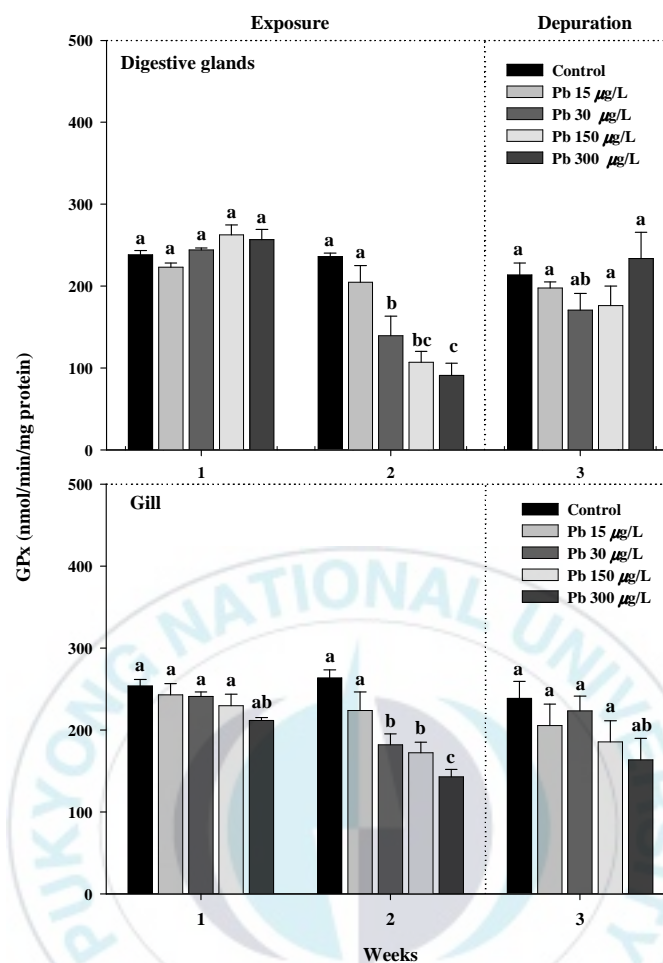 Exposure Depuration
500
Digestive glands
Control
Pb 15 μg/L
Pb 30 μg/L
Pb 150 μg/L
Pb 300 μg/L
400
300
200
100
0
a a a a a
a a b bc c
a a ab a a
1 2 3
GPx (nmol/min/mg protein)
500
Gill
Control
Pb 15 μg/L
Pb 30 μg/L
Pb 150 μg/L
Pb 300 μg/L
400
300
200
100
0
a a a a ab
a a b b c
a a a a ab
1 2 3
Weeks
PUKYONG NATIONAL UNIVERSITY